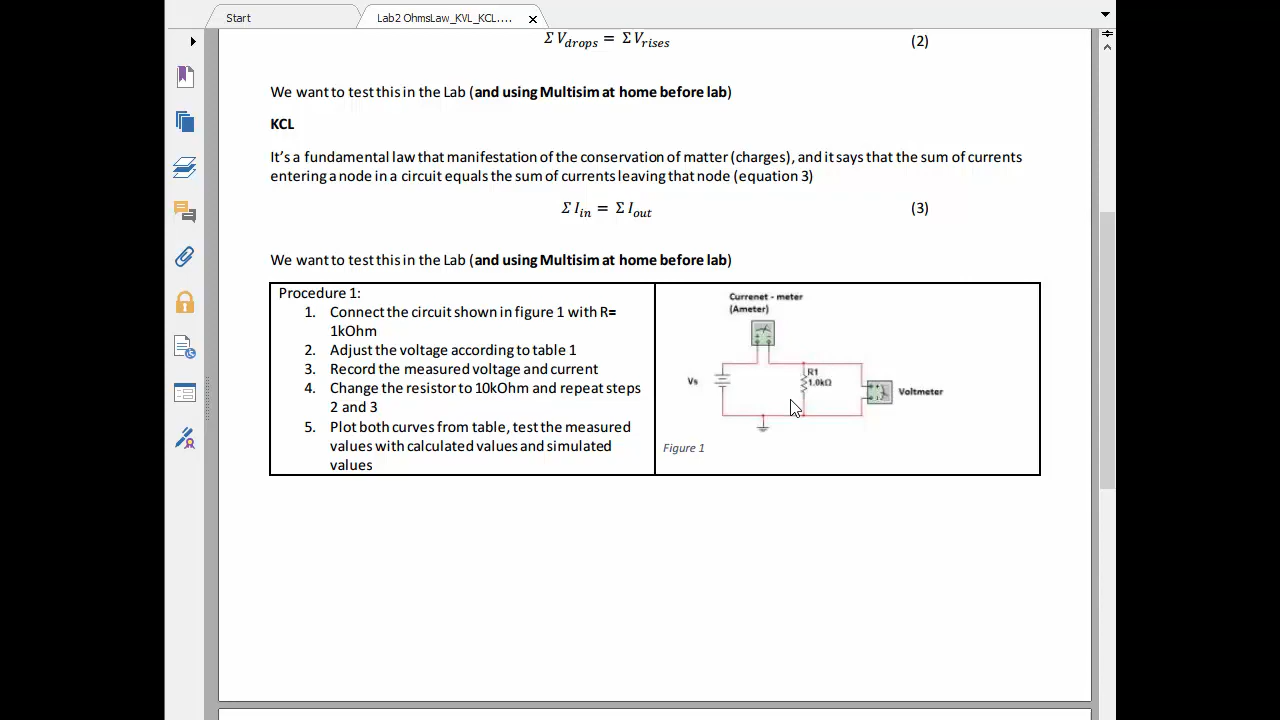 Start
Lab2 OhmsLaw_KVL_KCL....
Σ V_drops = Σ V_rises (2)
We want to test this in the Lab (and using Multisim at home before lab)
KCL
It's a fundamental law that manifestation of the conservation of matter (charges), and it says that the sum of currents
entering a node in a circuit equals the sum of currents leaving that node (equation 3)
Σ I_in = Σ I_out (3)
We want to test this in the Lab (and using Multisim at home before lab)
Procedure 1:
1. Connect the circuit shown in figure 1 with R=
1kOhm
2. Adjust the voltage according to table 1
3. Record the measured voltage and current
4. Change the resistor to 10kOhm and repeat steps
2 and 3
5. Plot both curves from table, test the measured
values with calculated values and simulated
values
Currenet - meter
(Ameter)
Vs
R1
1.0kΩ
Voltmeter
Figure 1